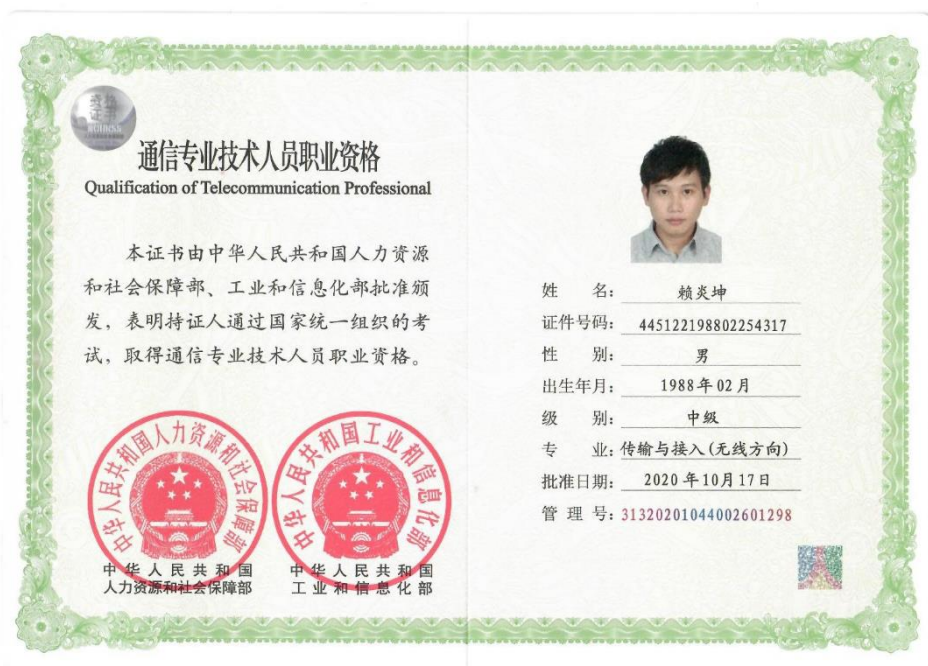 通信专业技术人员职业资格
Qualification of Telecommunication Professional
本证书由中华人民共和国人力资源
和社会保障部、工业和信息化部批准颁
发,表明持证人通过国家统一组织的考
试,取得通信专业技术人员职业资格。
中华人民共和国人力资源和社会保障部
中华人民共和国工业和信息化部
中华人民共和国
人力资源和社会保障部
中华人民共和国
工业和信息化部
姓 名: 赖炎坤
证件号码: 445122198802254317
性 别: 男
出生年月: 1988年02月
级 别: 中级
专 业: 传输与接入(无线方向)
批准日期: 2020年10月17日
管 理 号: 31320201044002601298